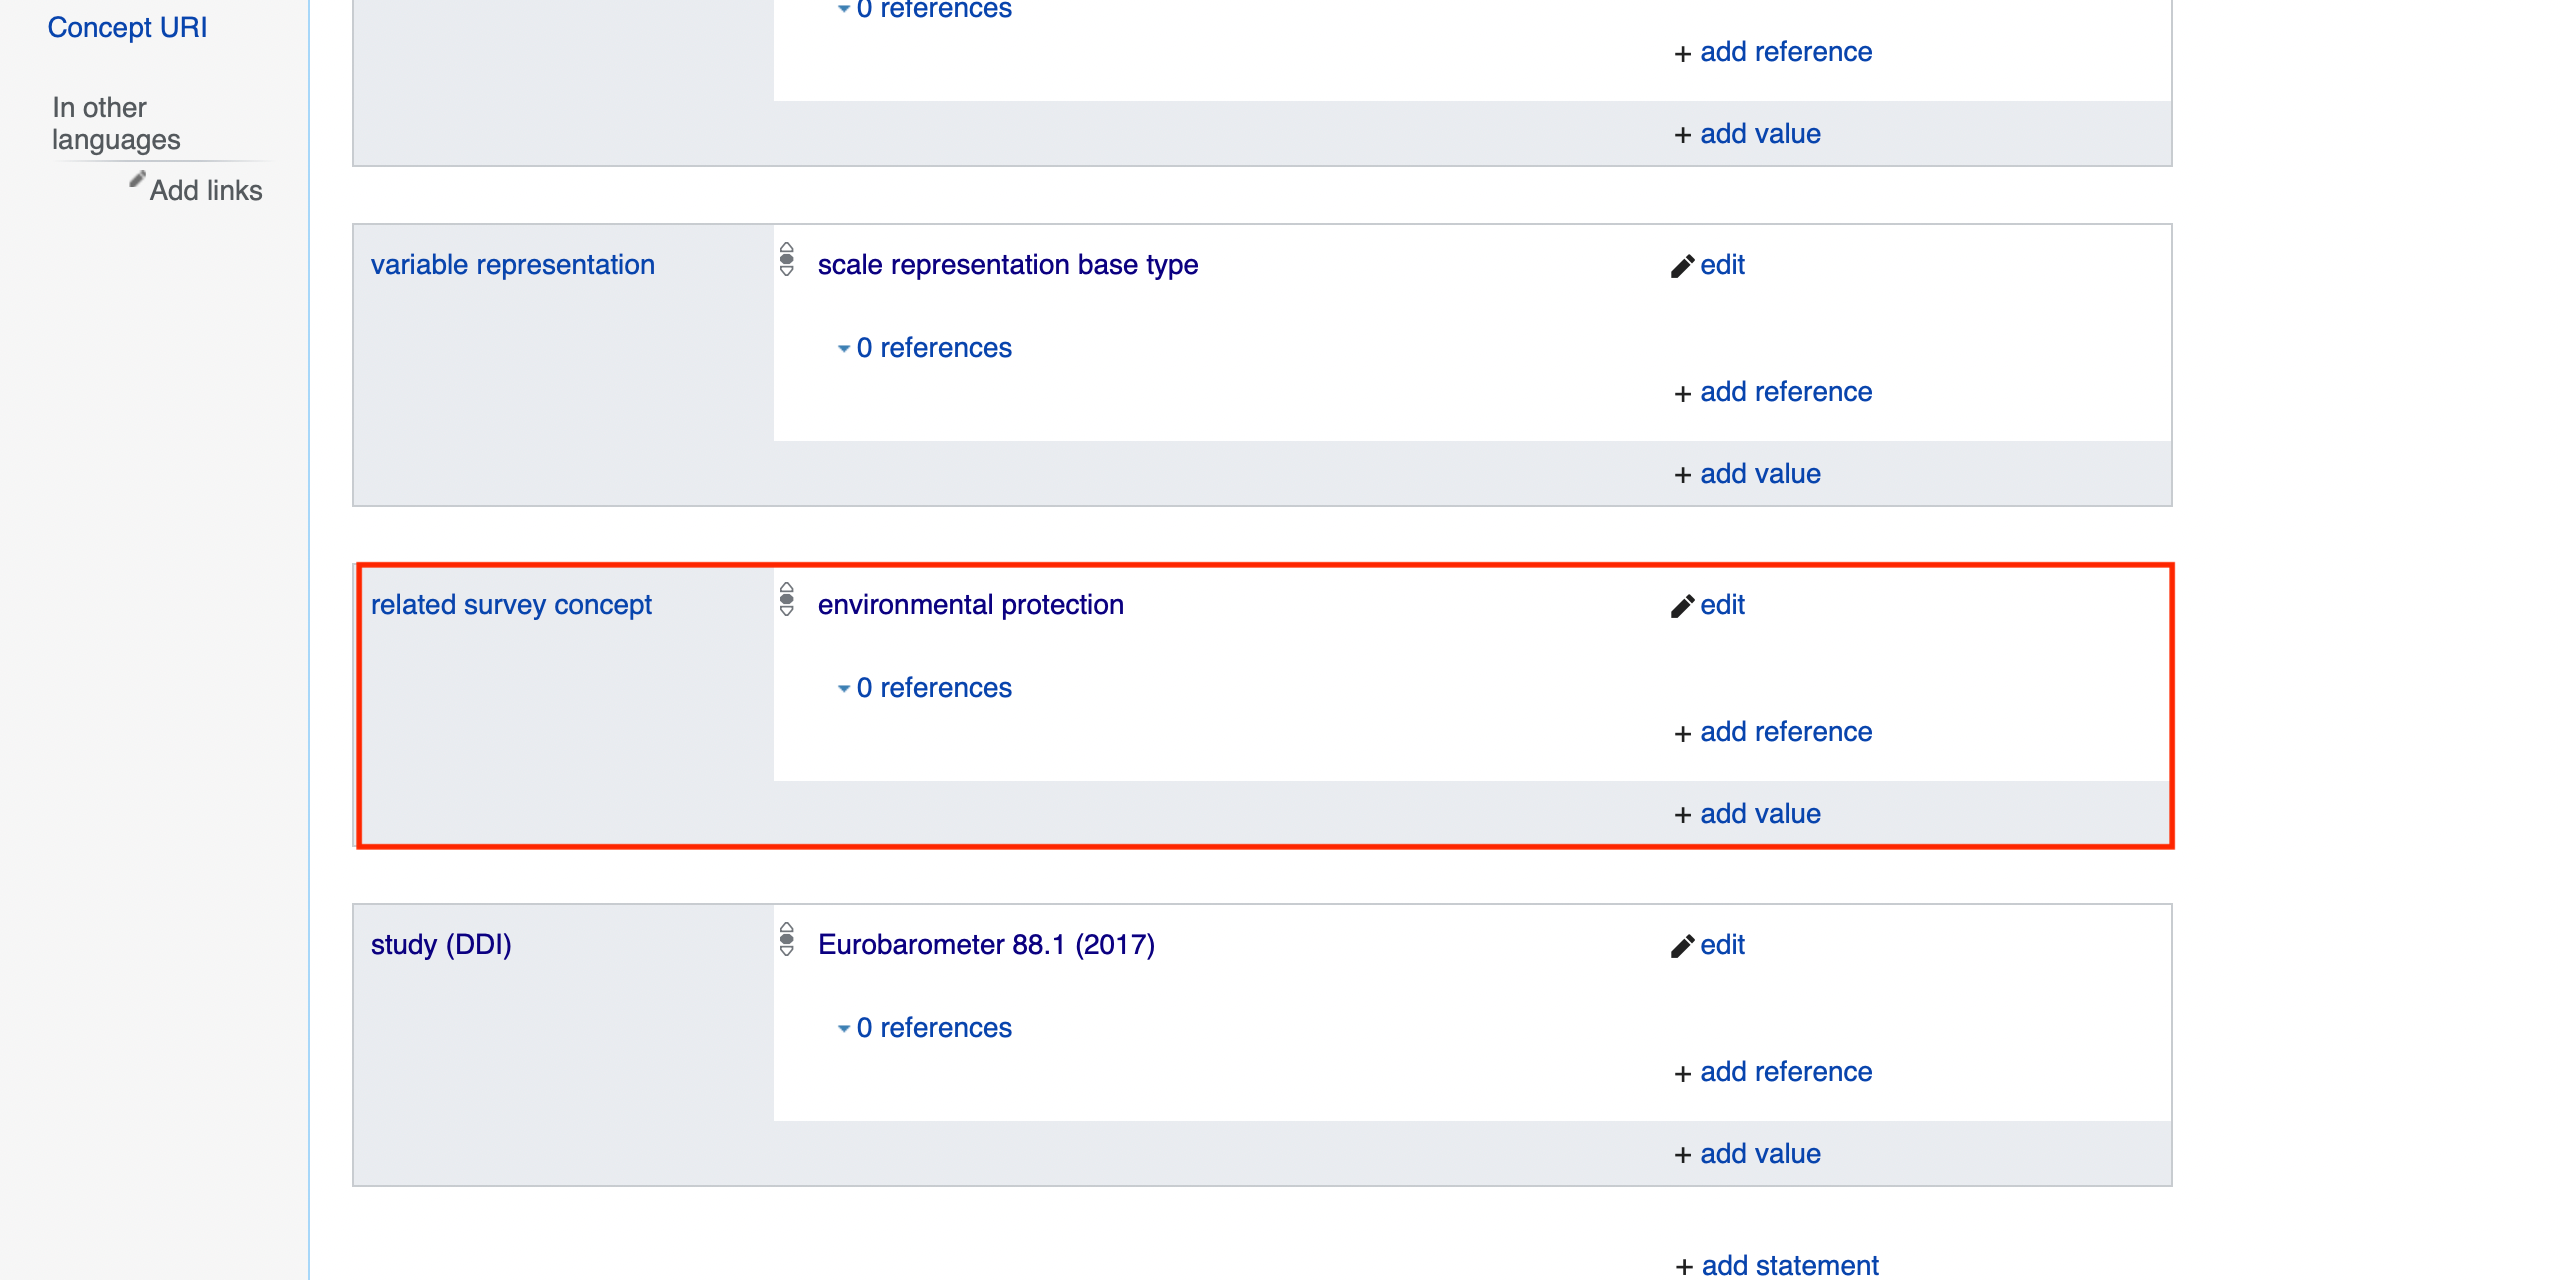 Concept URI
In other
languages
Add links
0 references
+ add reference
+ add value
variable representation
scale representation base type
edit
0 references
+ add reference
+ add value
related survey concept
environmental protection
edit
0 references
+ add reference
+ add value
study (DDI)
Eurobarometer 88.1 (2017)
edit
0 references
+ add reference
+ add value
+ add statement